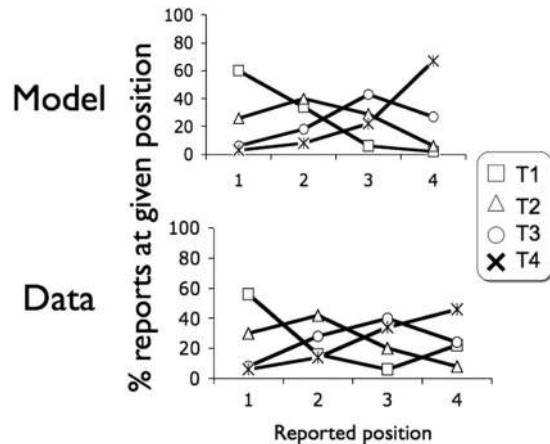 Model
% reports at given position
100
80
60
40
20
0
1 2 3 4
T1
T2
T3
T4
Data
100
80
60
40
20
0
1 2 3 4
Reported position